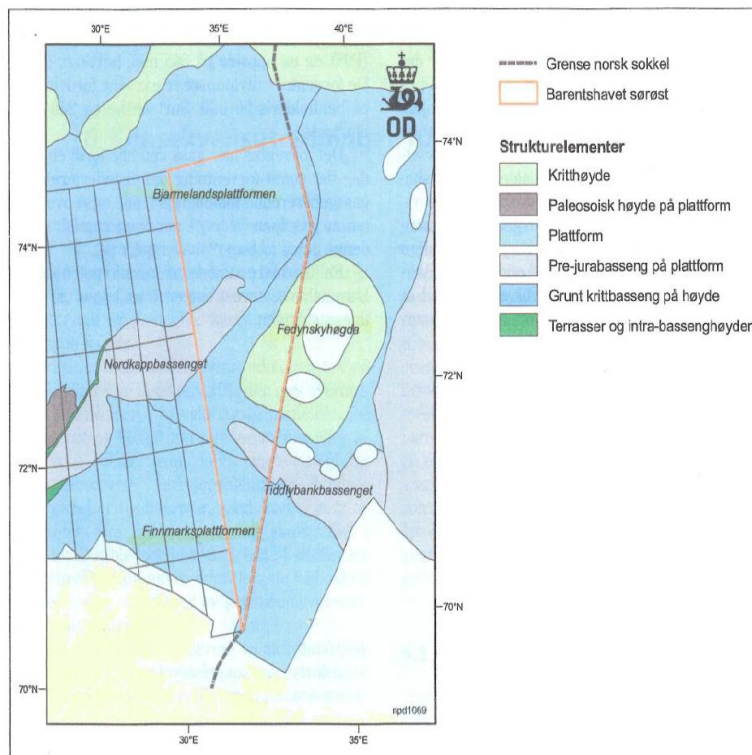 30°E 35°E 40°E
OD
74°N
74°N
72°N
72°N
70°N
70°N
30°E 35°E
Bjarmelandsplattformen
Fedynskyhøgda
Nordkappbassenget
Tiddlybankbassenget
Finnmarksplattformen
npd1069
Grense norsk sokkel
Barentshavet sørøst
Strukturelementer
Kritthøyde
Paleosoisk høyde på plattform
Plattform
Pre-jurabasseng på plattform
Grunt krittbasseng på høyde
Terrasser og intra-bassenghøyder